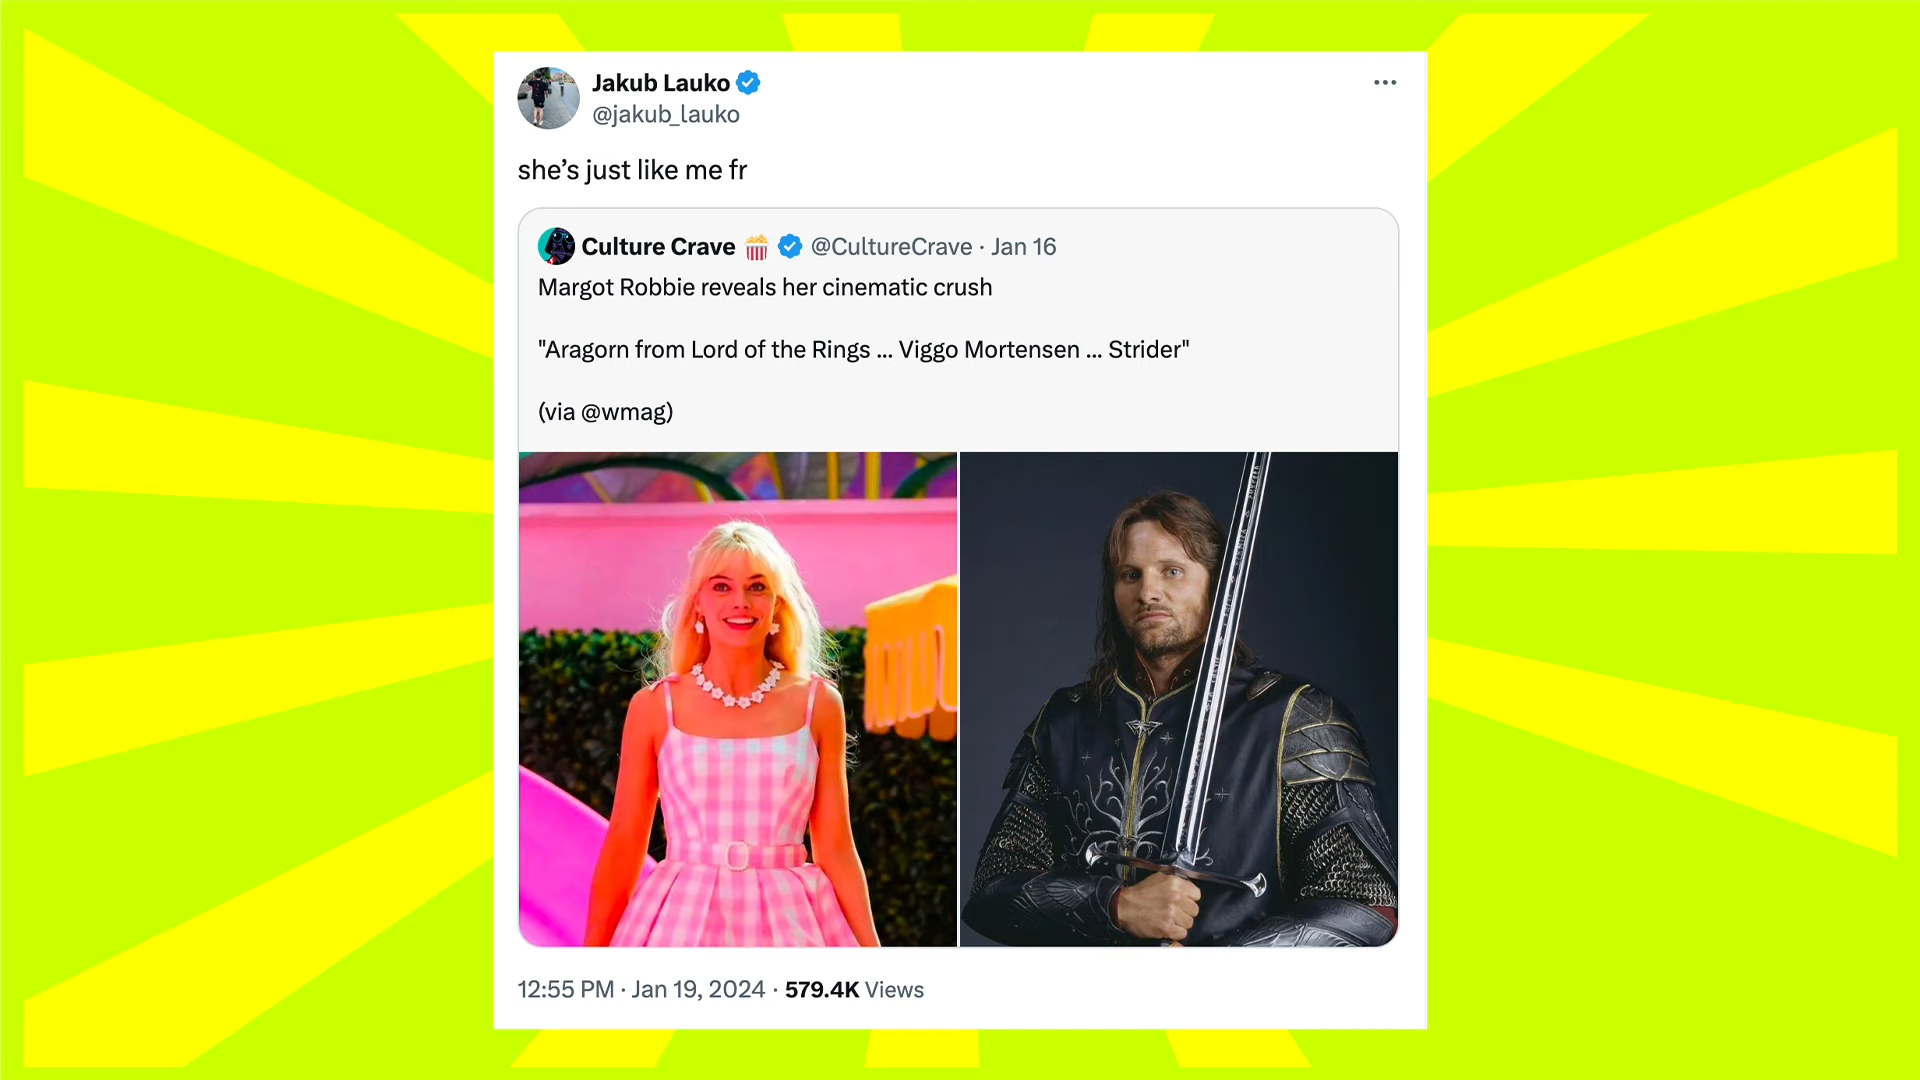 Jakub Lauko
@jakub_lauko
she's just like me fr
Culture Crave 🍿 @CultureCrave · Jan 16
Margot Robbie reveals her cinematic crush
"Aragorn from Lord of the Rings ... Viggo Mortensen ... Strider"
(via @wmag)
12:55 PM · Jan 19, 2024 · 579.4K Views